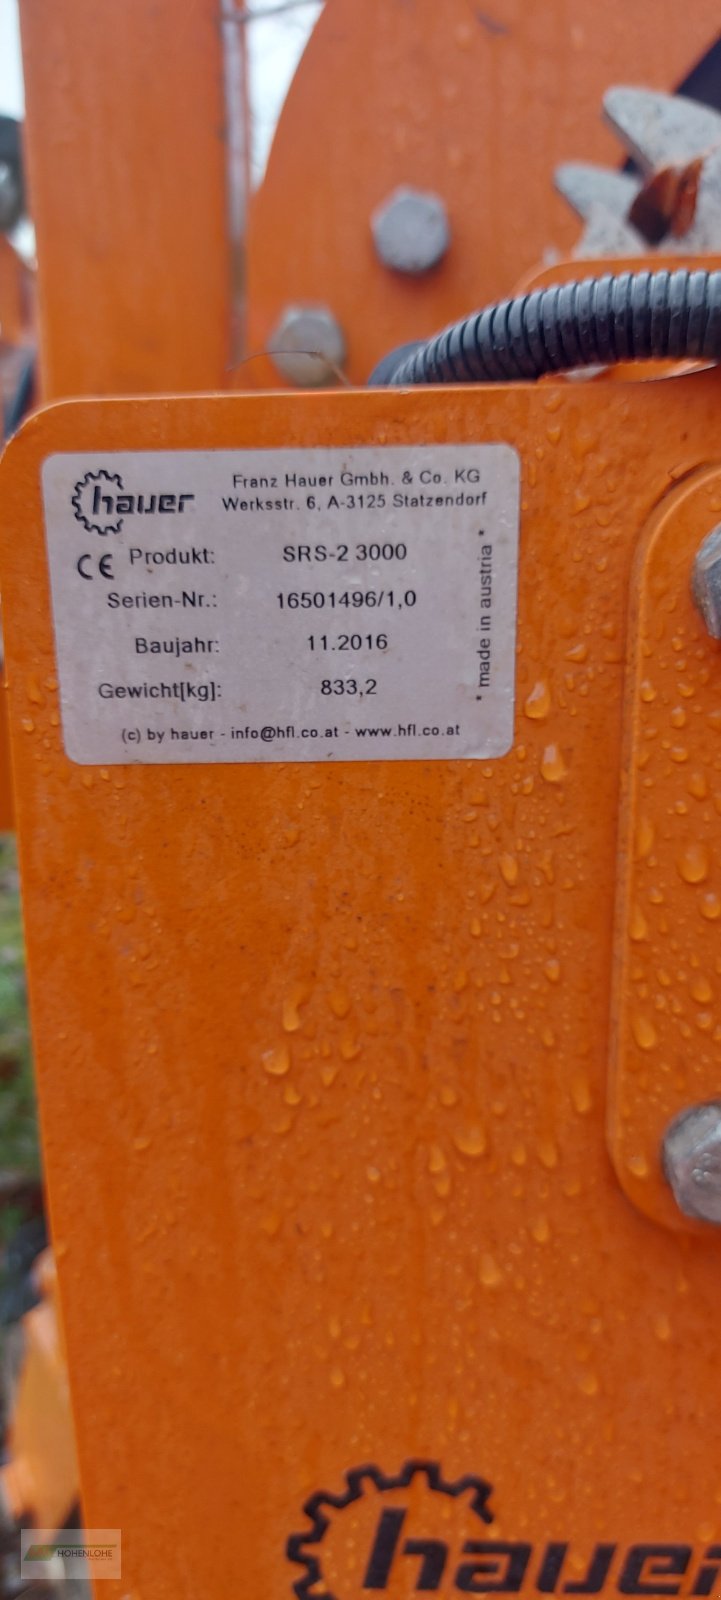 hauer
Franz Hauer Gmbh. & Co. KG
Werksstr. 6, A-3125 Statzendorf
CE
Produkt: SRS-2 3000
Serien-Nr.: 16501496/1,0
Baujahr: 11.2016
Gewicht[kg]: 833,2
* made in austria *
(c) by hauer - info@hfl.co.at - www.hfl.co.at
hauer
HOHENLOHE